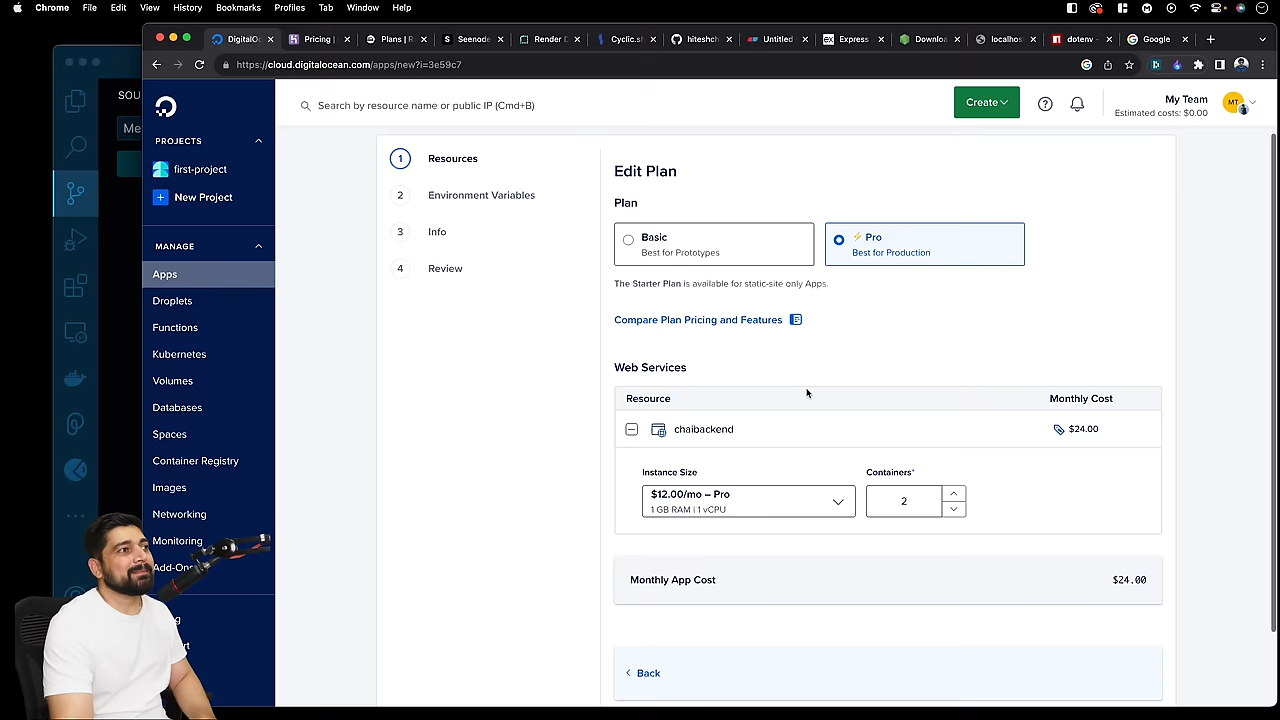 Chrome File Edit View History Bookmarks Profiles Tab Window Help
DigitalOc Pricing | Plans | R Seenode Render D Cyclic.sh hiteshch Untitled Express Downloa localhos dotenv - Google
https://cloud.digitalocean.com/apps/new?i=3e59c7
SOU
Me
Search by resource name or public IP (Cmd+B)
Create
My Team
Estimated costs: $0.00
MT
PROJECTS
first-project
New Project
MANAGE
Apps
Droplets
Functions
Kubernetes
Volumes
Databases
Spaces
Container Registry
Images
Networking
Monitoring
Add-Ons
1 Resources
2 Environment Variables
3 Info
4 Review
Edit Plan
Plan
Basic
Best for Prototypes
Pro
Best for Production
The Starter Plan is available for static-site only Apps.
Compare Plan Pricing and Features
Web Services
Resource Monthly Cost
chaibackend $24.00
Instance Size Containers*
$12.00/mo – Pro
1 GB RAM | 1 vCPU
2
Monthly App Cost $24.00
Back